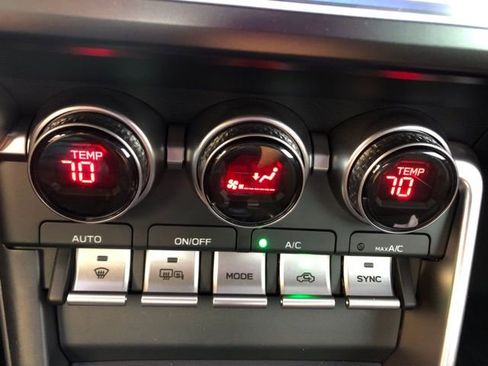 TEMP
70
TEMP
70
AUTO
ON/OFF
A/C
MAX A/C
MODE
SYNC